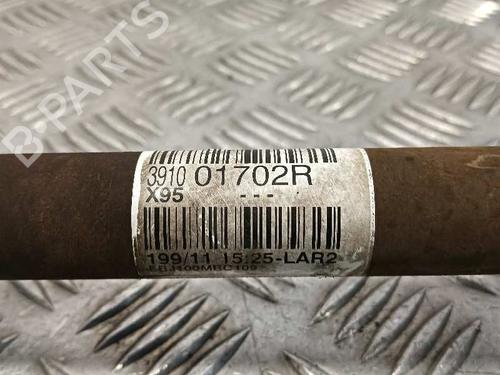 3910 01702R
X95 ---
199/11 15:25-LAR2
B-PARTS